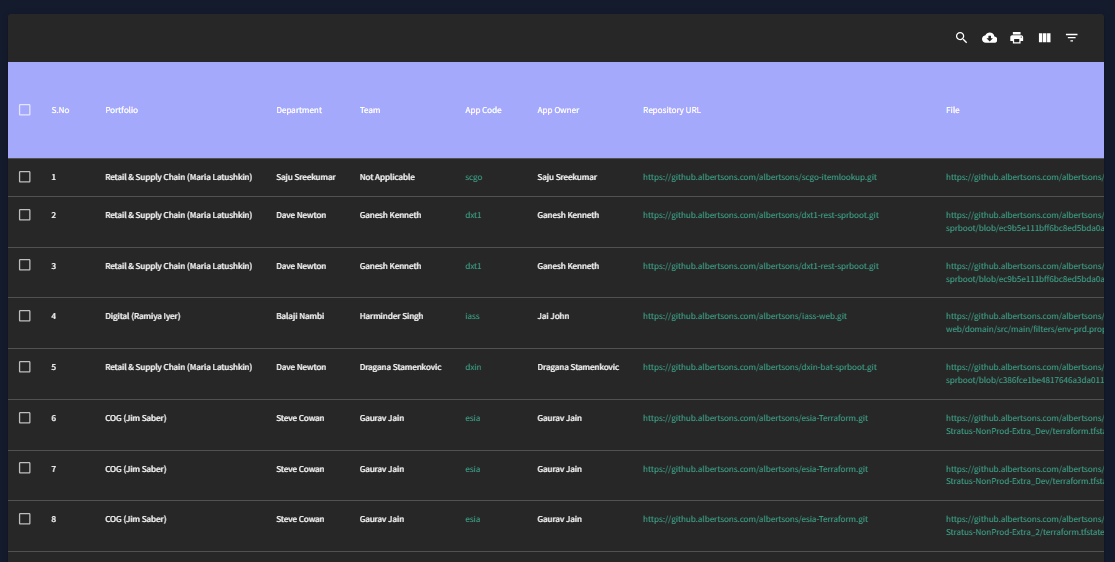 S.No Portfolio Department Team App Code App Owner Repository URL File
1 Retail & Supply Chain (Maria Latushkin) Saju Sreekumar Not Applicable scgo Saju Sreekumar https://github.albertsons.com/albertsons/scgo-itemlookup.git https://github.albertsons.com/albertsons/
2 Retail & Supply Chain (Maria Latushkin) Dave Newton Ganesh Kenneth dxt1 Ganesh Kenneth https://github.albertsons.com/albertsons/dxt1-rest-sprboot.git https://github.albertsons.com/albertsons/
sprboot/blob/ec9b5e111bff6bc8ed5bda0a
3 Retail & Supply Chain (Maria Latushkin) Dave Newton Ganesh Kenneth dxt1 Ganesh Kenneth https://github.albertsons.com/albertsons/dxt1-rest-sprboot.git https://github.albertsons.com/albertsons/
sprboot/blob/ec9b5e111bff6bc8ed5bda0a
4 Digital (Ramiya Iyer) Balaji Nambi Harminder Singh iass Jai John https://github.albertsons.com/albertsons/iass-web.git https://github.albertsons.com/albertsons/
web/domain/src/main/filters/env-prd.prop
5 Retail & Supply Chain (Maria Latushkin) Dave Newton Dragana Stamenkovic dxin Dragana Stamenkovic https://github.albertsons.com/albertsons/dxin-bat-sprboot.git https://github.albertsons.com/albertsons/
sprboot/blob/c386fce1be4817646a3da011
6 COG (Jim Saber) Steve Cowan Gaurav Jain esia Gaurav Jain https://github.albertsons.com/albertsons/esia-Terraform.git https://github.albertsons.com/albertsons/
Stratus-NonProd-Extra_Dev/terraform.tfsta
7 COG (Jim Saber) Steve Cowan Gaurav Jain esia Gaurav Jain https://github.albertsons.com/albertsons/esia-Terraform.git https://github.albertsons.com/albertsons/
Stratus-NonProd-Extra_Dev/terraform.tfsta
8 COG (Jim Saber) Steve Cowan Gaurav Jain esia Gaurav Jain https://github.albertsons.com/albertsons/esia-Terraform.git https://github.albertsons.com/albertsons/
Stratus-NonProd-Extra_2/terraform.tfstate